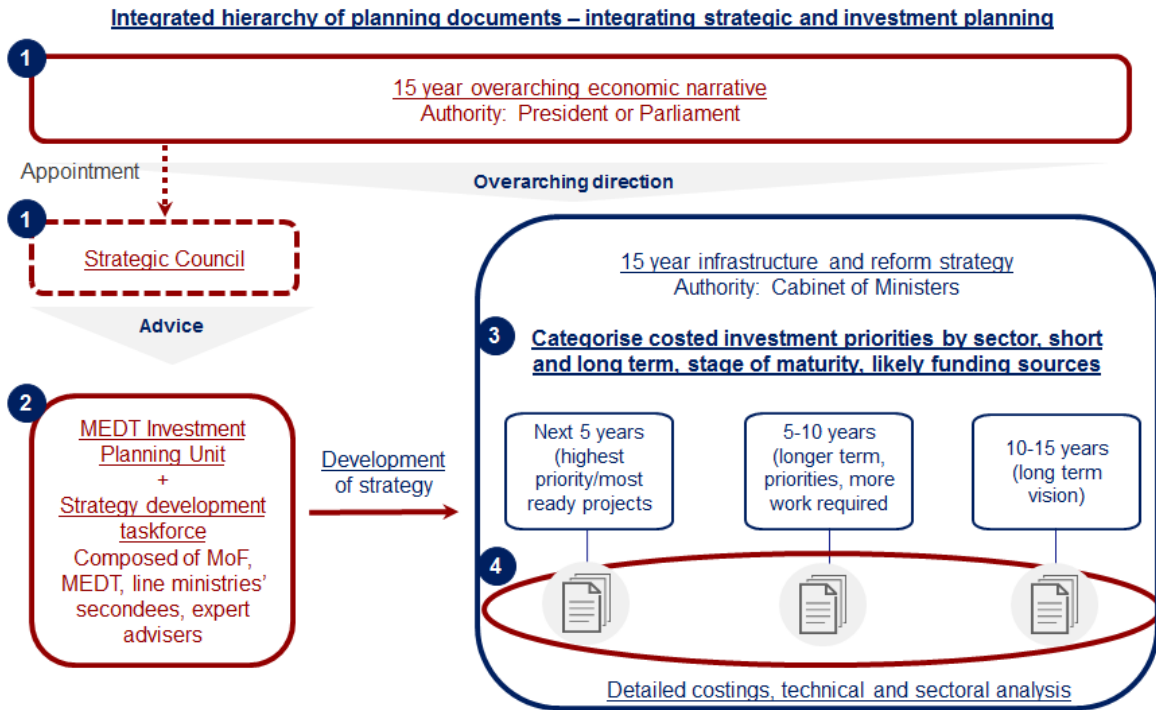 Integrated hierarchy of planning documents – integrating strategic and investment planning
1
15 year overarching economic narrative
Authority: President or Parliament
Appointment
Overarching direction
1
Strategic Council
Advice
2
MEDT Investment
Planning Unit
+
Strategy development
taskforce
Composed of MoF,
MEDT, line ministries’
secondees, expert
advisers
Development
of strategy
15 year infrastructure and reform strategy
Authority: Cabinet of Ministers
3
Categorise costed investment priorities by sector, short
and long term, stage of maturity, likely funding sources
Next 5 years
(highest
priority/most
ready projects
5-10 years
(longer term,
priorities, more
work required
10-15 years
(long term
vision)
4
Detailed costings, technical and sectoral analysis